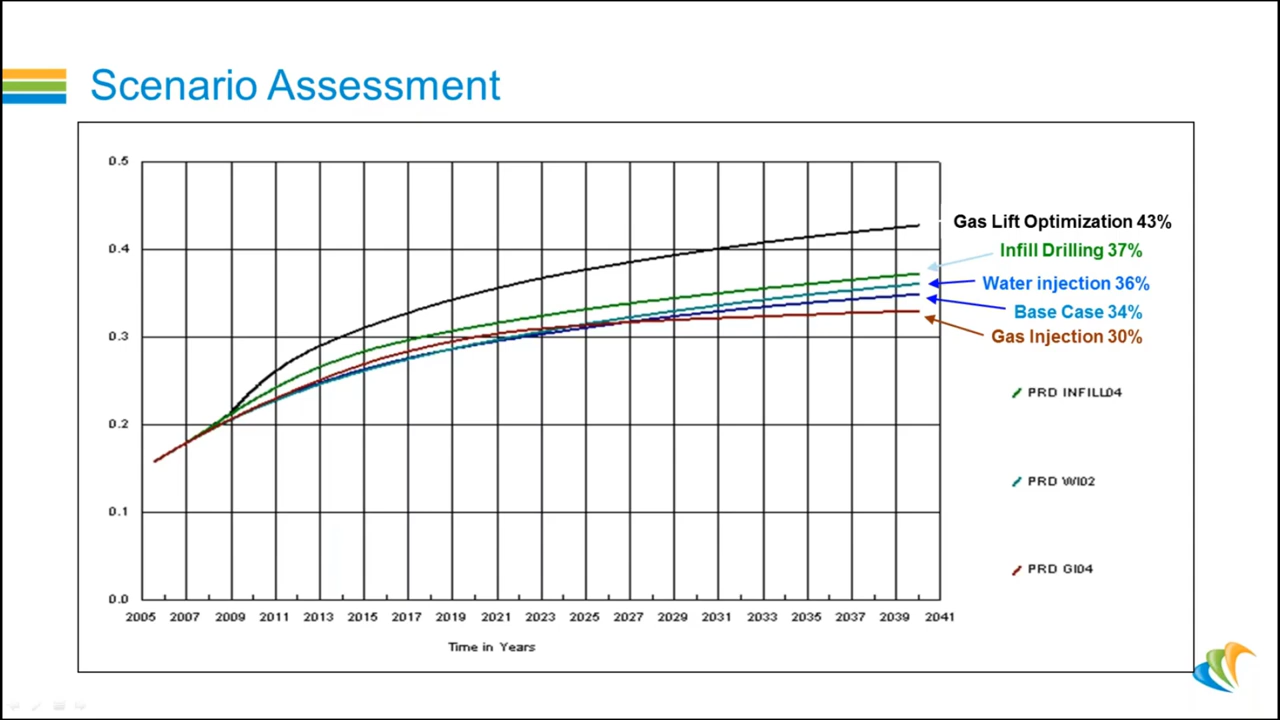 Scenario Assessment
0.5
0.4
0.3
0.2
0.1
0.0
2005 2007 2009 2011 2013 2015 2017 2019 2021 2023 2025 2027 2029 2031 2033 2035 2037 2039 2041
Time in Years
Gas Lift Optimization 43%
Infill Drilling 37%
Water injection 36%
Base Case 34%
Gas Injection 30%
PRD INFILL04
PRD WI02
PRD GI04